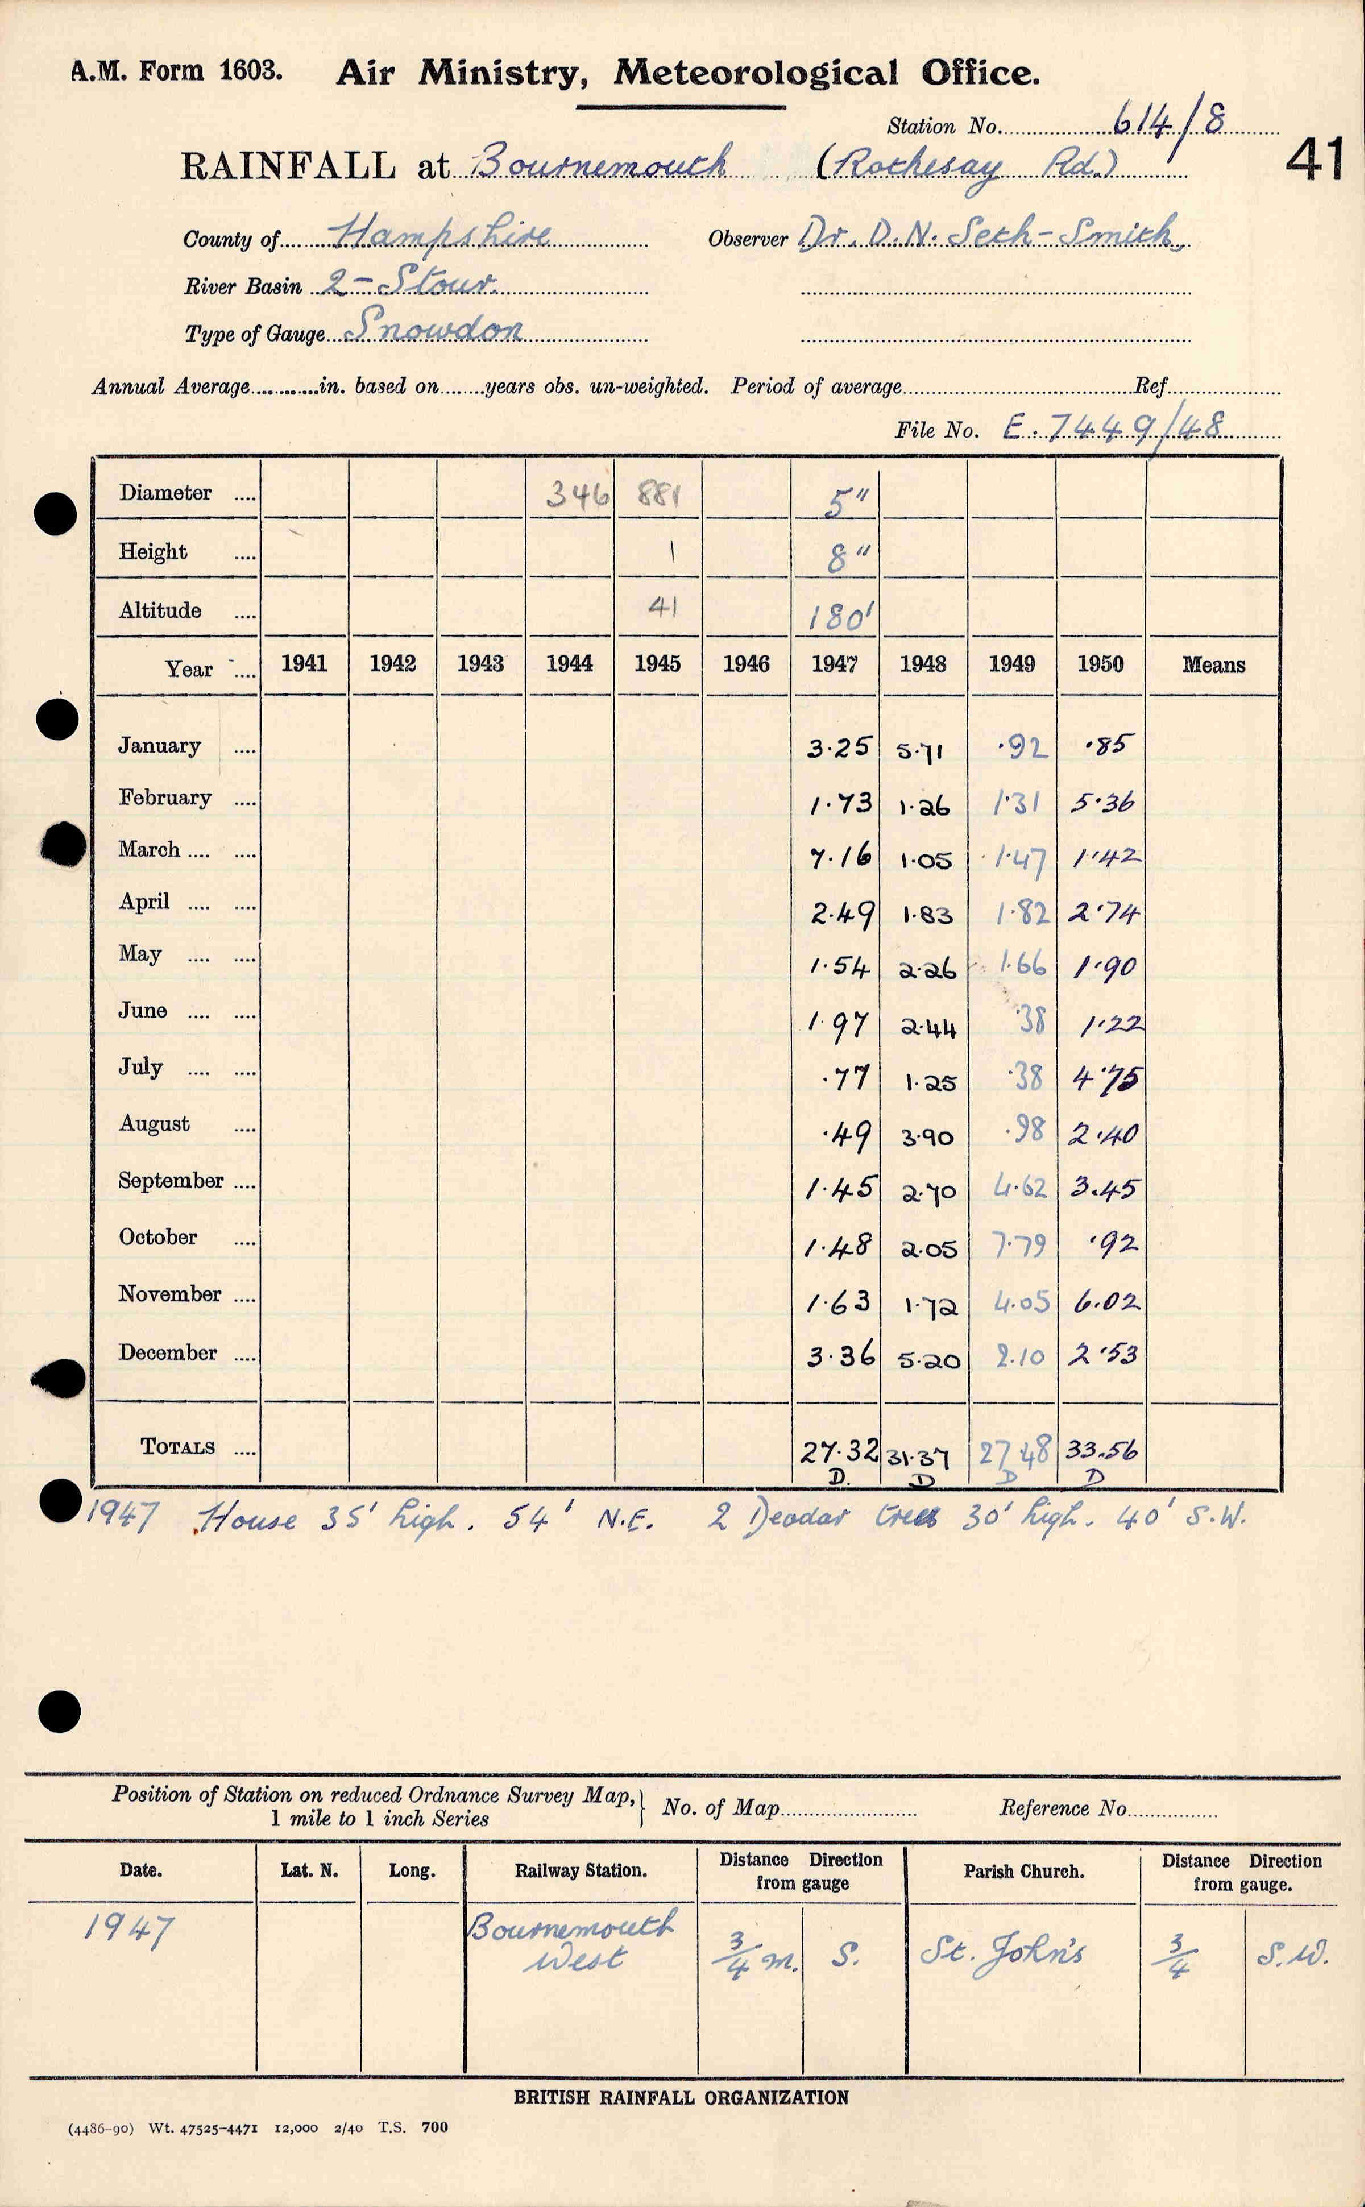 A.M. Form 1603. Air Ministry, Meteorological Office.
Station No. 614/8
RAINFALL at Bournemouth (Rothesay Rd.) 41
County of Hampshire Observer Dr. D.N. Seth-Smith
River Basin 2-Stour.
Type of Gauge Snowdon
Annual Average in. based on years obs. un-weighted. Period of average Ref
File No. E. 7449/48
Diameter 346 881 5"
Height 1 8"
Altitude 41 180'
Year 1941 1942 1943 1944 1945 1946 1947 1948 1949 1950 Means
January 3.25 5.71 .92 .85
February 1.73 1.26 1.31 5.36
March 7.16 1.05 1.47 1.42
April 2.49 1.83 1.82 2.74
May 1.54 2.26 1.66 1.90
June 1.97 2.44 .38 1.22
July .77 1.25 .38 4.75
August .49 3.90 .98 2.40
September 1.45 2.70 4.62 3.45
October 1.48 2.05 7.79 .92
November 1.63 1.72 4.05 6.02
December 3.36 5.20 2.10 2.53
TOTALS 27.32 31.37 27.48 33.56
D. D D D
1947 House 35' high. 54' N.E. 2 Deodar trees 30' high. 40' S.W.
Position of Station on reduced Ordnance Survey Map, 1 mile to 1 inch Series } No. of Map Reference No
Date. Lat. N. Long. Railway Station. Distance Direction from gauge Parish Church. Distance Direction from gauge.
1947 Bournemouth West 3/4 m. S. St. John's 3/4 S.W.
BRITISH RAINFALL ORGANIZATION
(4486-90) Wt. 47525-4471 12,000 2/40 T.S. 700